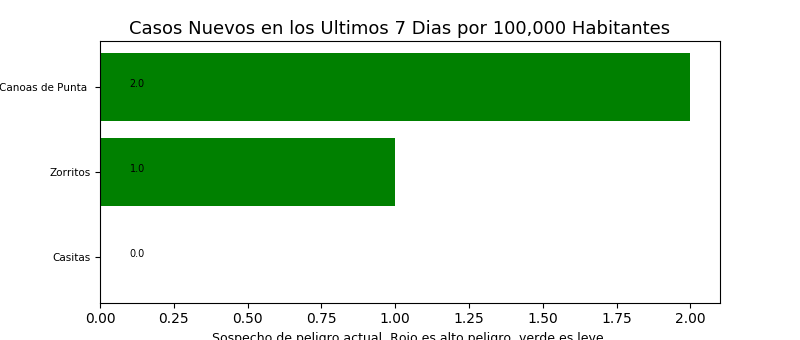 Casos Nuevos en los Ultimos 7 Dias por 100,000 Habitantes
Canoas de Punta
2.0
Zorritos
1.0
Casitas
0.0
0.00 0.25 0.50 0.75 1.00 1.25 1.50 1.75 2.00
Sospecho de peligro actual. Rojo es alto peligro, verde es leve